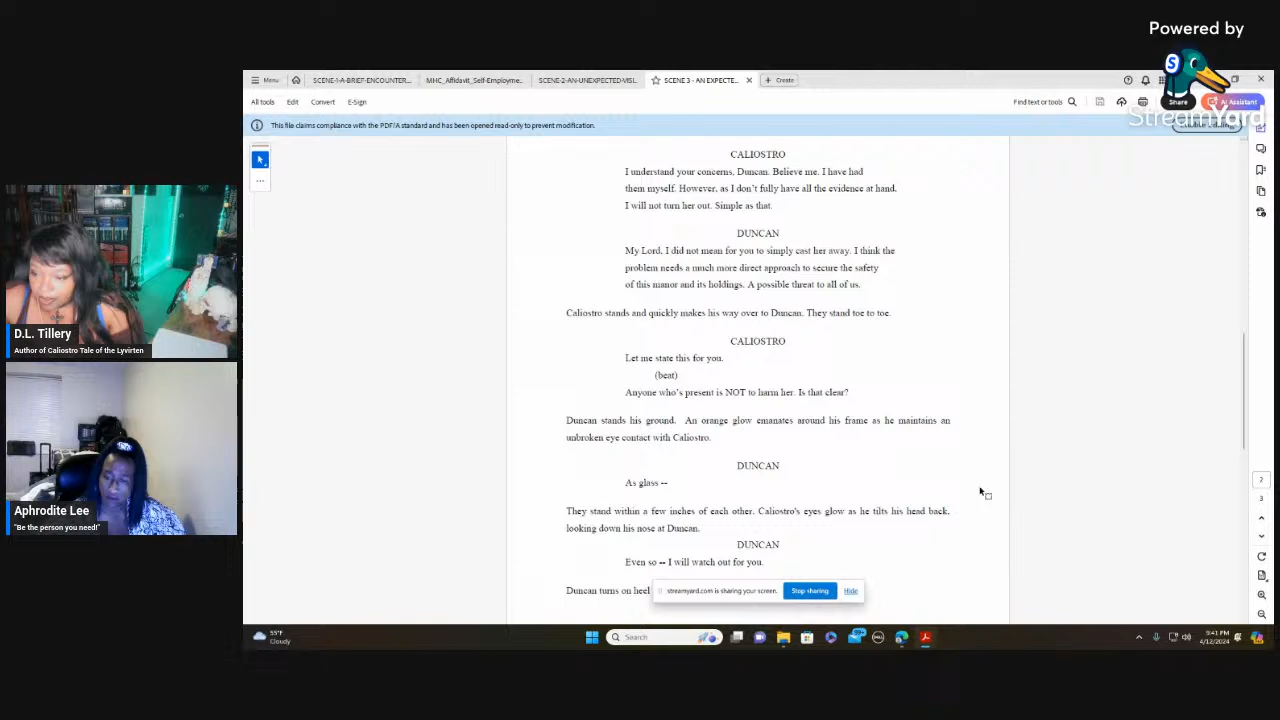 Powered by
StreamYard
Menu
SCENE-1-A-BRIEF-ENCOUNTER...
MHC_Affidavit_Self-Employme...
SCENE-2-AN-UNEXPECTED-VISI...
SCENE 3 - AN EXPECTE...
Create
All tools
Edit
Convert
E-Sign
Find text or tools
Share
AI Assistant
This file claims compliance with the PDF/A standard and has been opened read-only to prevent modification.
CALIOSTRO
I understand your concerns, Duncan. Believe me. I have had
them myself. However, as I don't fully have all the evidence at hand,
I will not turn her out. Simple as that.
DUNCAN
My Lord, I did not mean for you to simply cast her away. I think the
problem needs a much more direct approach to secure the safety
of this manor and its holdings. A possible threat to all of us.
Caliostro stands and quickly makes his way over to Duncan. They stand toe to toe.
CALIOSTRO
Let me state this for you.
(beat)
Anyone who's present is NOT to harm her. Is that clear?
Duncan stands his ground. An orange glow emanates around his frame as he maintains an
unbroken eye contact with Caliostro.
DUNCAN
As glass --
They stand within a few inches of each other. Caliostro's eyes glow as he tilts his head back,
looking down his nose at Duncan.
DUNCAN
Even so -- I will watch out for you.
Duncan turns on heel
streamyard.com is sharing your screen.
Stop sharing
Hide
2
3
D.L. Tillery
Author of Caliostro Tale of the Lyvirten
Aphrodite Lee
"Be the person you need!"
55°F
Cloudy
Search
9:41 PM
4/12/2024